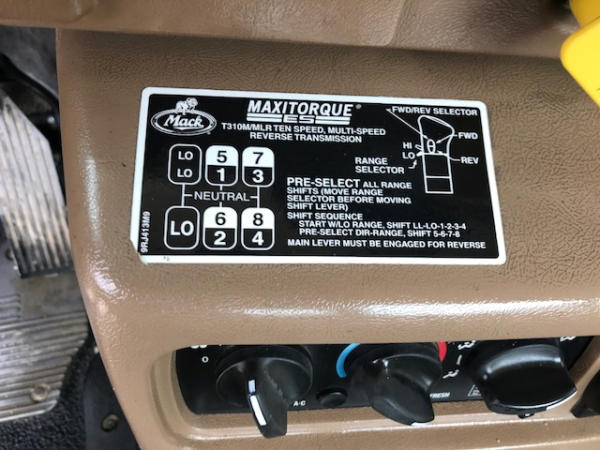 Mack
MAXITORQUE®
ES
T310M/MLR TEN SPEED, MULTI-SPEED
REVERSE TRANSMISSION
FWD/REV SELECTOR
FWD
HI
LO
REV
RANGE
SELECTOR
LO 5 7
LO 1 3
NEUTRAL
LO 6 8
2 4
PRE-SELECT ALL RANGE
SHIFTS (MOVE RANGE
SELECTOR BEFORE MOVING
SHIFT LEVER)
SHIFT SEQUENCE
START W/LO RANGE, SHIFT LL-LO-1-2-3-4
PRE-SELECT DIR-RANGE, SHIFT 5-6-7-8
MAIN LEVER MUST BE ENGAGED FOR REVERSE
9RJ413M9
A-C
FRESH